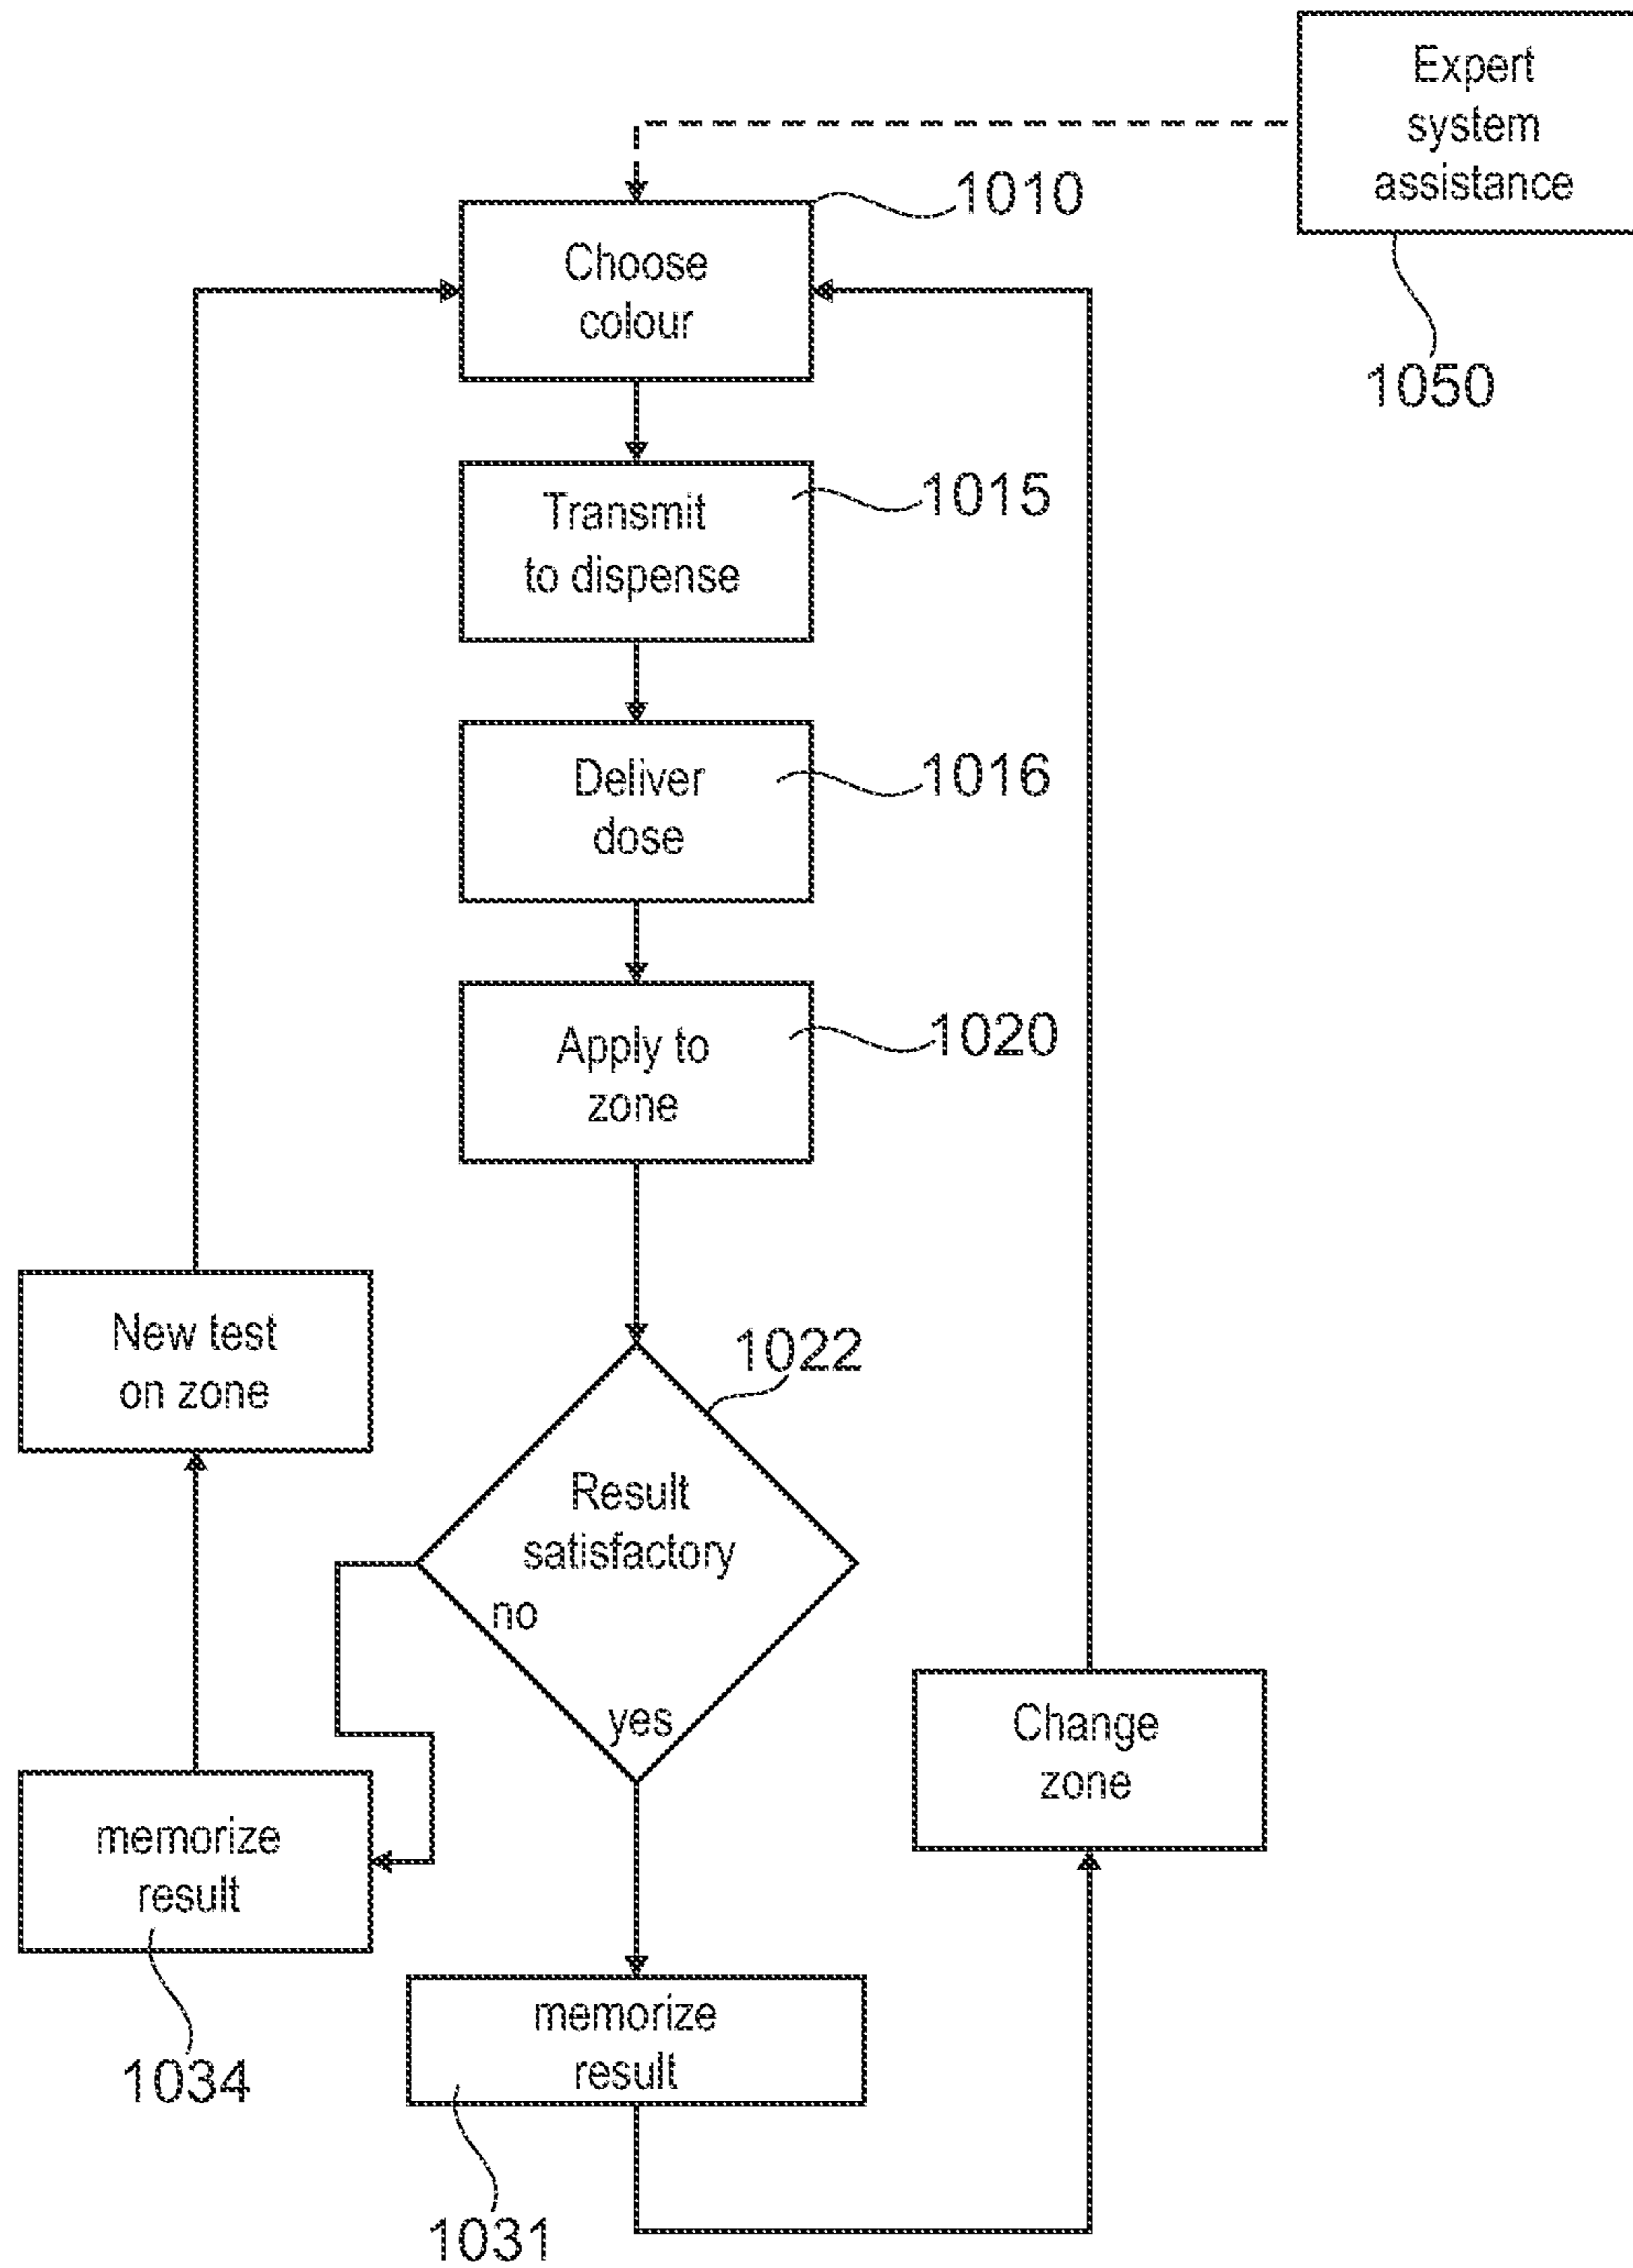 Expert
system
assistance
1050
1010
Choose
colour
Transmit
to dispense
1015
Deliver
dose
1016
Apply to
zone
1020
New test
on zone
1022
Result
satisfactory
no
yes
Change
zone
memorize
result
1034
memorize
result
1031